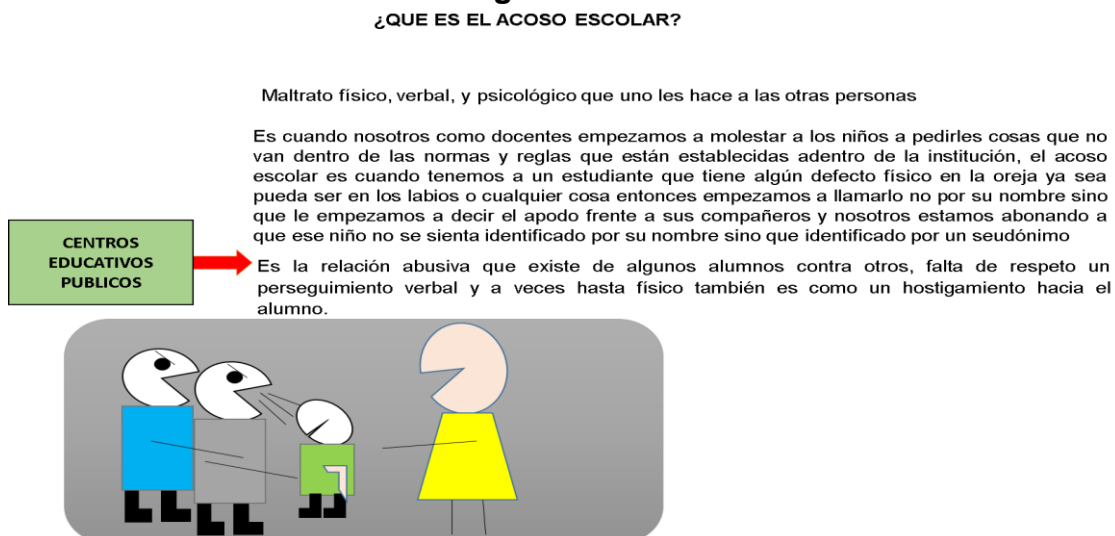 ¿QUE ES EL ACOSO ESCOLAR?
Maltrato físico, verbal, y psicológico que uno les hace a las otras personas
Es cuando nosotros como docentes empezamos a molestar a los niños a pedirles cosas que no
van dentro de las normas y reglas que están establecidas adentro de la institución, el acoso
escolar es cuando tenemos a un estudiante que tiene algún defecto físico en la oreja ya sea
pueda ser en los labios o cualquier cosa entonces empezamos a llamarlo no por su nombre sino
que le empezamos a decir el apodo frente a sus compañeros y nosotros estamos abonando a
que ese niño no se sienta identificado por su nombre sino que identificado por un seudónimo
CENTROS
EDUCATIVOS
PUBLICOS
Es la relación abusiva que existe de algunos alumnos contra otros, falta de respeto un
perseguimiento verbal y a veces hasta físico también es como un hostigamiento hacia el
alumno.